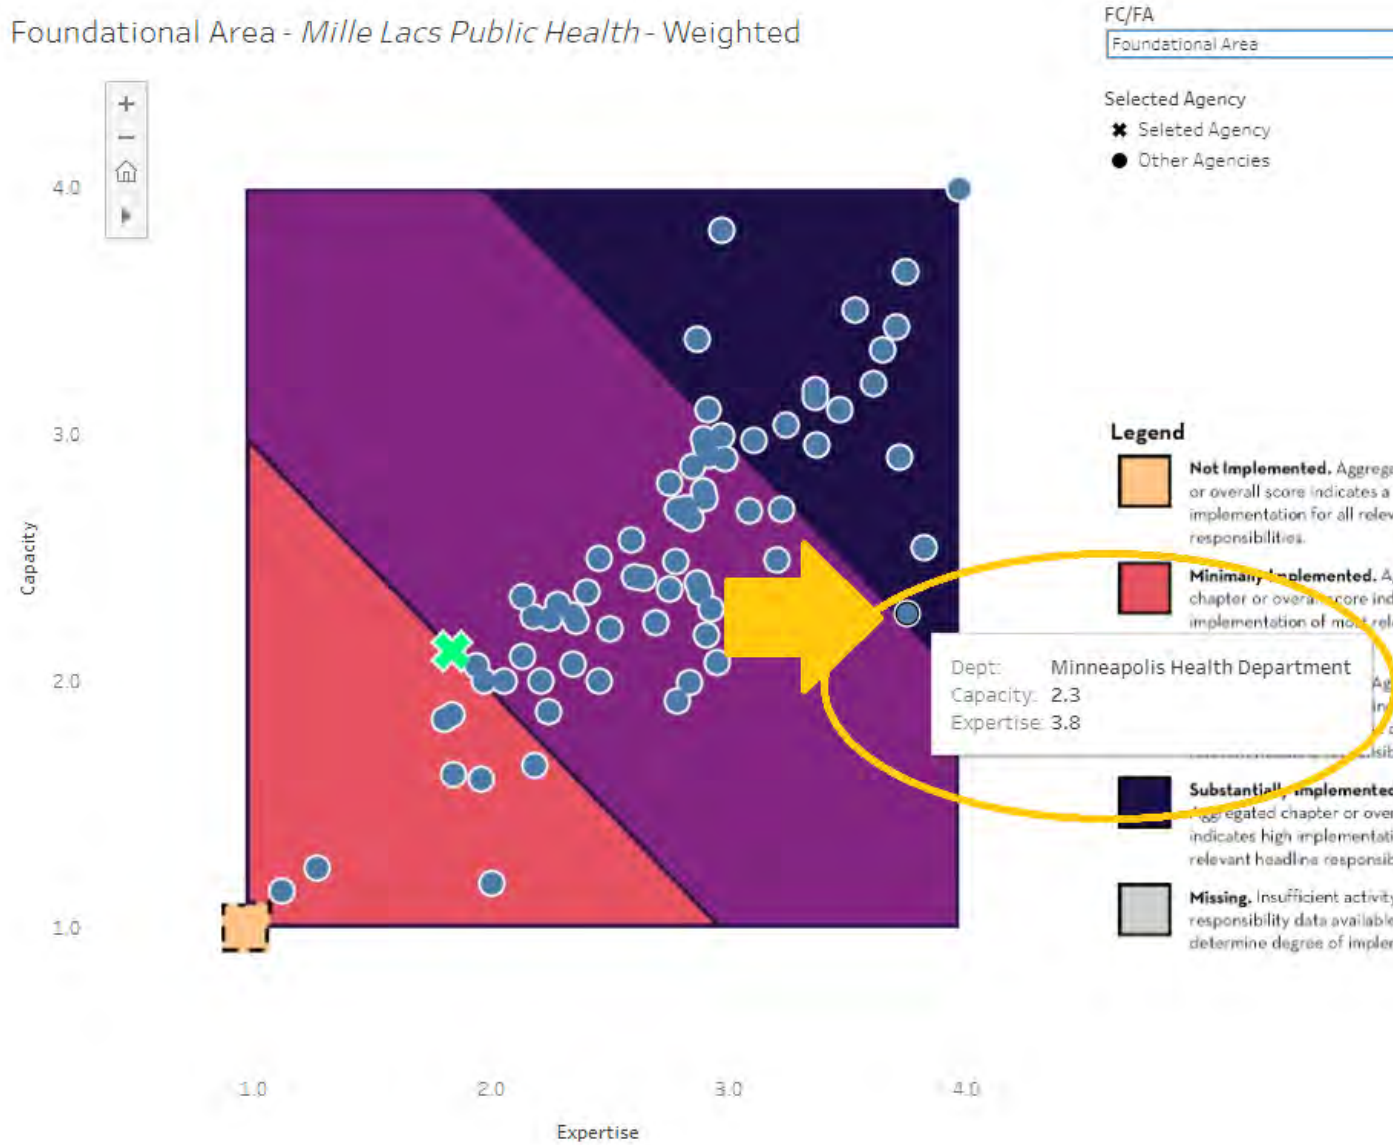 Foundational Area - Mille Lacs Public Health - Weighted
FC/FA
Foundational Area
Selected Agency
Seleted Agency
Other Agencies
4.0
3.0
2.0
1.0
Capacity
1.0
2.0
3.0
4.0
Expertise
Dept: Minneapolis Health Department
Capacity: 2.3
Expertise: 3.8
Legend
Not Implemented. Aggrega
or overall score indicates a
implementation for all relev
responsibilities.
Minimally Implemented. A
chapter or overall score ind
implementation of most rel
Substantially Implemented
Aggregated chapter or over
indicates high implementati
relevant headline responsib
Missing. Insufficient activity
responsibility data available
determine degree of implem